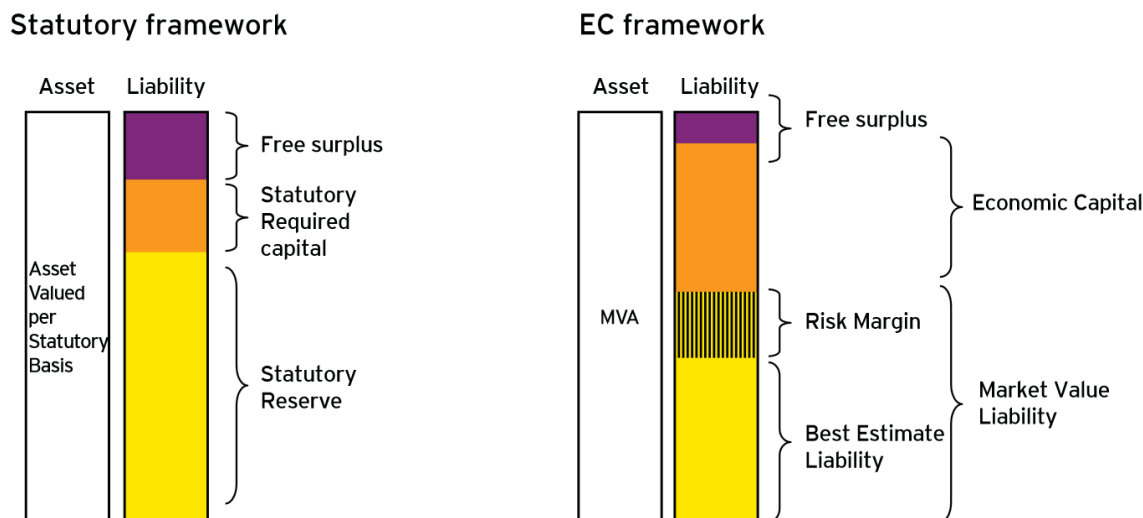 Statutory framework
Asset
Liability
Free surplus
Statutory
Required
capital
Asset
Valued
per
Statutory
Basis
Statutory
Reserve
EC framework
Asset
Liability
Free surplus
Economic Capital
MVA
Risk Margin
Market Value
Liability
Best Estimate
Liability